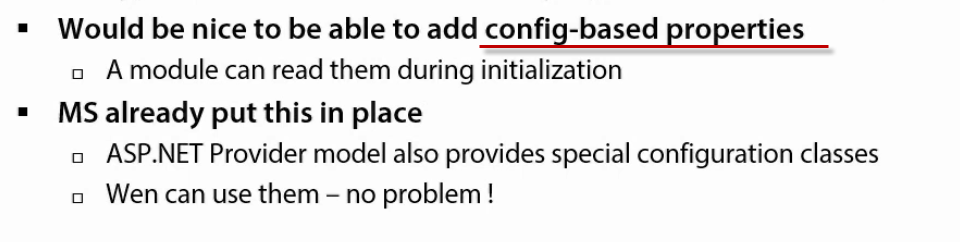 ▪ Would be nice to be able to add config-based properties
▫ A module can read them during initialization
▪ MS already put this in place
▫ ASP.NET Provider model also provides special configuration classes
▫ Wen can use them – no problem !